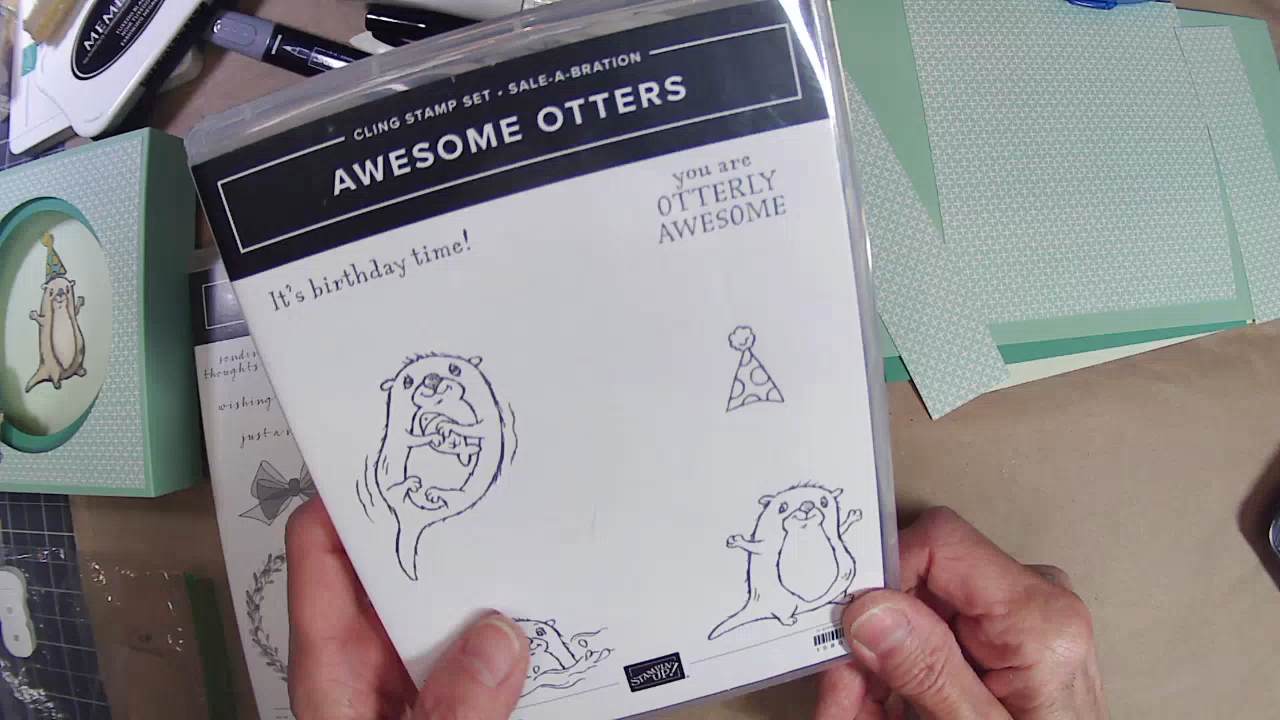 CLING STAMP SET • SALE-A-BRATION
AWESOME OTTERS
you are
OTTERLY
AWESOME
It's birthday time!
STAMPIN' UP!
thoughts
wishing
just a